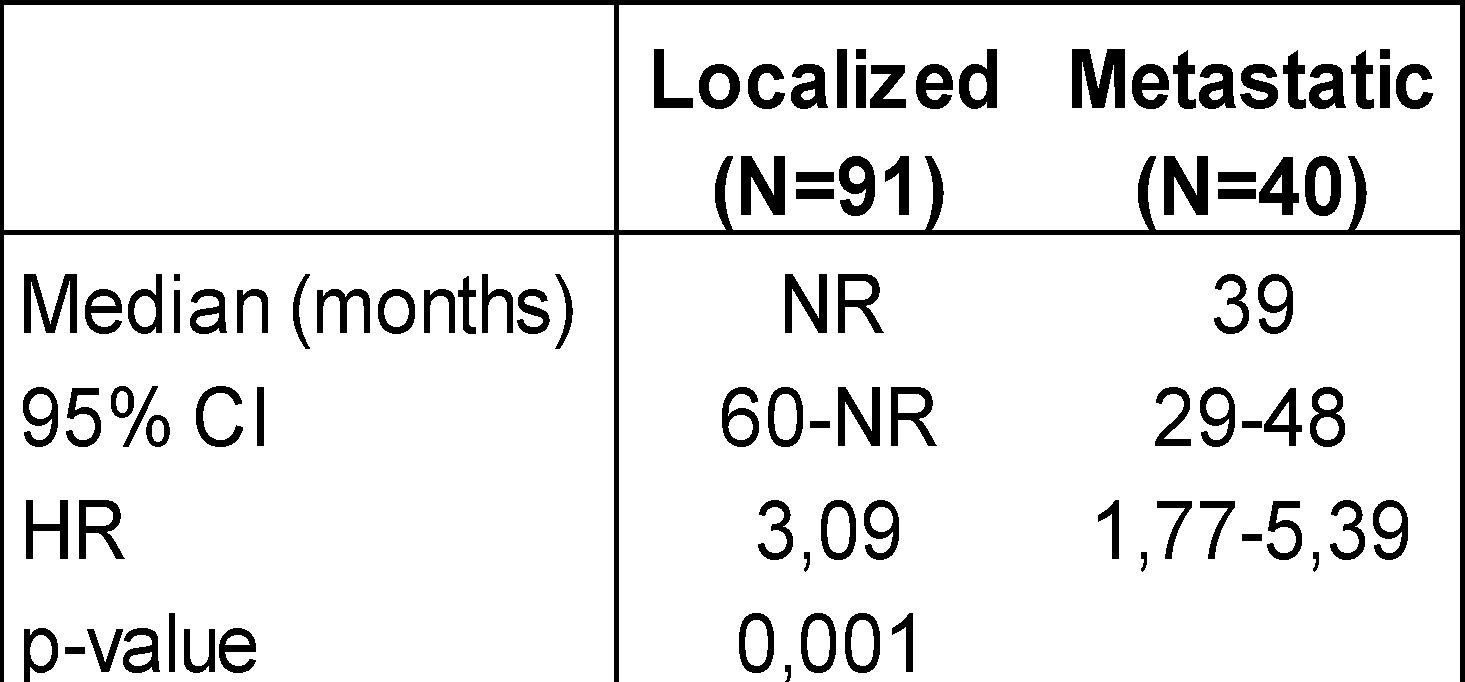 Localized Metastatic
(N=91) (N=40)
Median (months) NR 39
95% CI 60-NR 29-48
HR 3,09 1,77-5,39
p-value 0,001